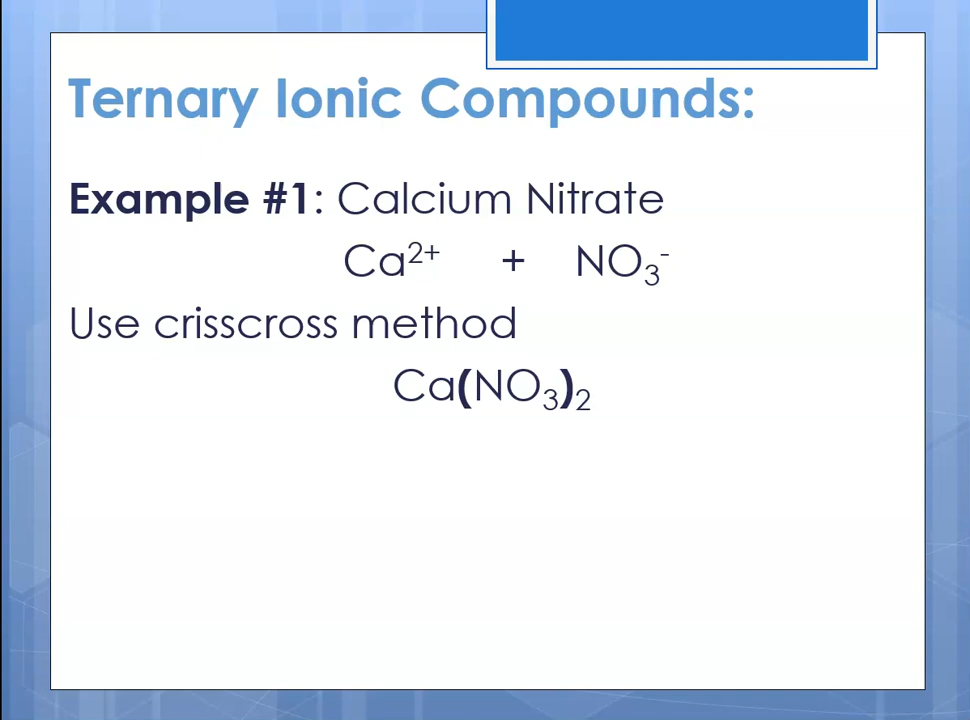 Ternary Ionic Compounds:
Example #1: Calcium Nitrate
Ca²⁺ + NO₃⁻
Use crisscross method
Ca(NO₃)₂